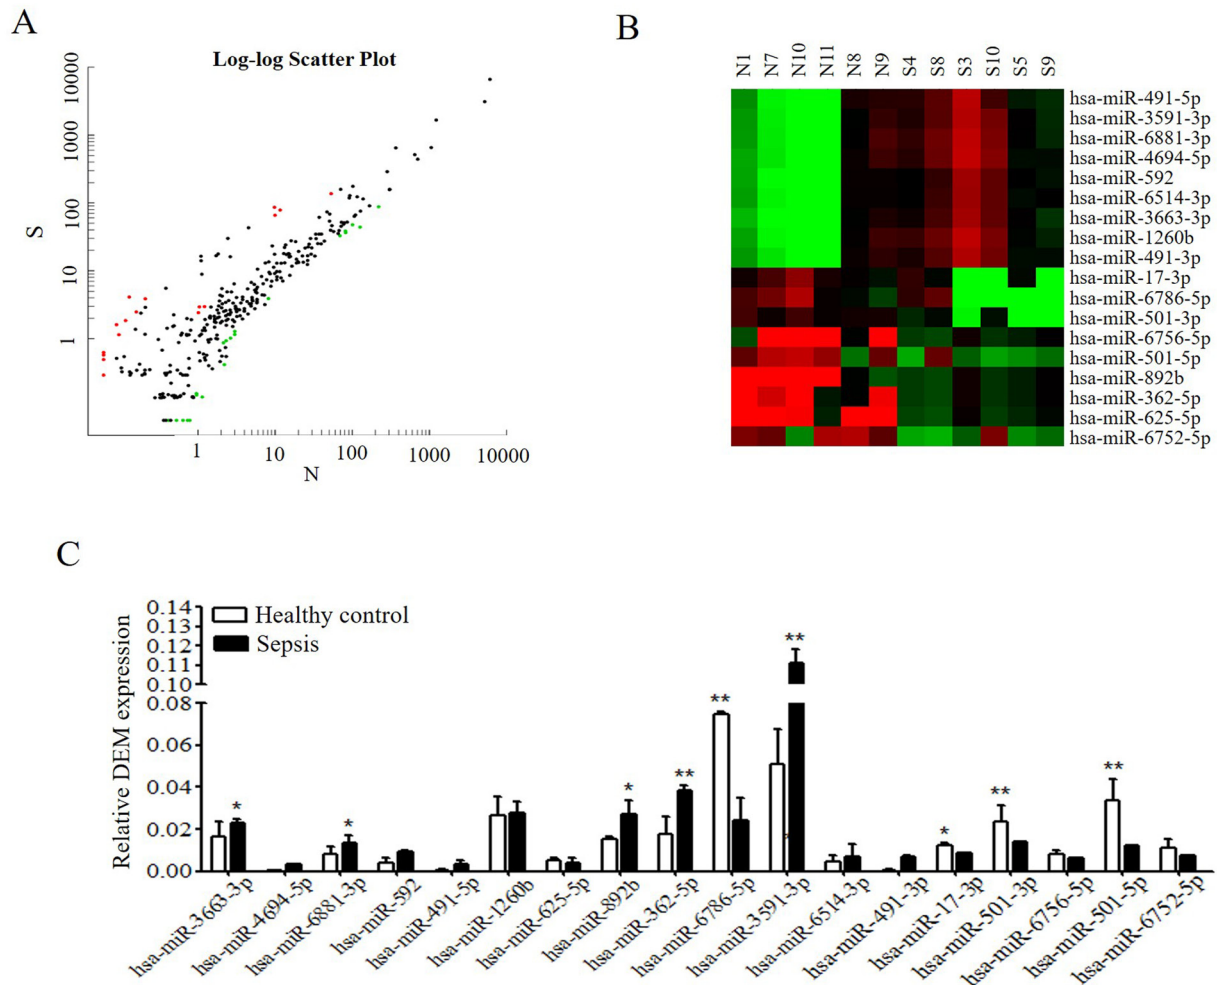 A
Log-log Scatter Plot
10000
1000
100
10
1
S
1 10 100 1000 10000
N
B
N1 N7 N10 N11 N8 N9 S4 S8 S3 S10 S5 S9
hsa-miR-491-5p
hsa-miR-3591-3p
hsa-miR-6881-3p
hsa-miR-4694-5p
hsa-miR-592
hsa-miR-6514-3p
hsa-miR-3663-3p
hsa-miR-1260b
hsa-miR-491-3p
hsa-miR-17-3p
hsa-miR-6786-5p
hsa-miR-501-3p
hsa-miR-6756-5p
hsa-miR-501-5p
hsa-miR-892b
hsa-miR-362-5p
hsa-miR-625-5p
hsa-miR-6752-5p
C
Healthy control
Sepsis
Relative DEM expression
0.14
0.13
0.12
0.11
0.10
0.08
0.06
0.04
0.02
0.00
* * * ** ** ** * ** **
hsa-miR-3663-3p
hsa-miR-4694-5p
hsa-miR-6881-3p
hsa-miR-592
hsa-miR-491-5p
hsa-miR-1260b
hsa-miR-625-5p
hsa-miR-892b
hsa-miR-362-5p
hsa-miR-6786-5p
hsa-miR-3591-3p
hsa-miR-6514-3p
hsa-miR-491-3p
hsa-miR-17-3p
hsa-miR-501-3p
hsa-miR-6756-5p
hsa-miR-501-5p
hsa-miR-6752-5p